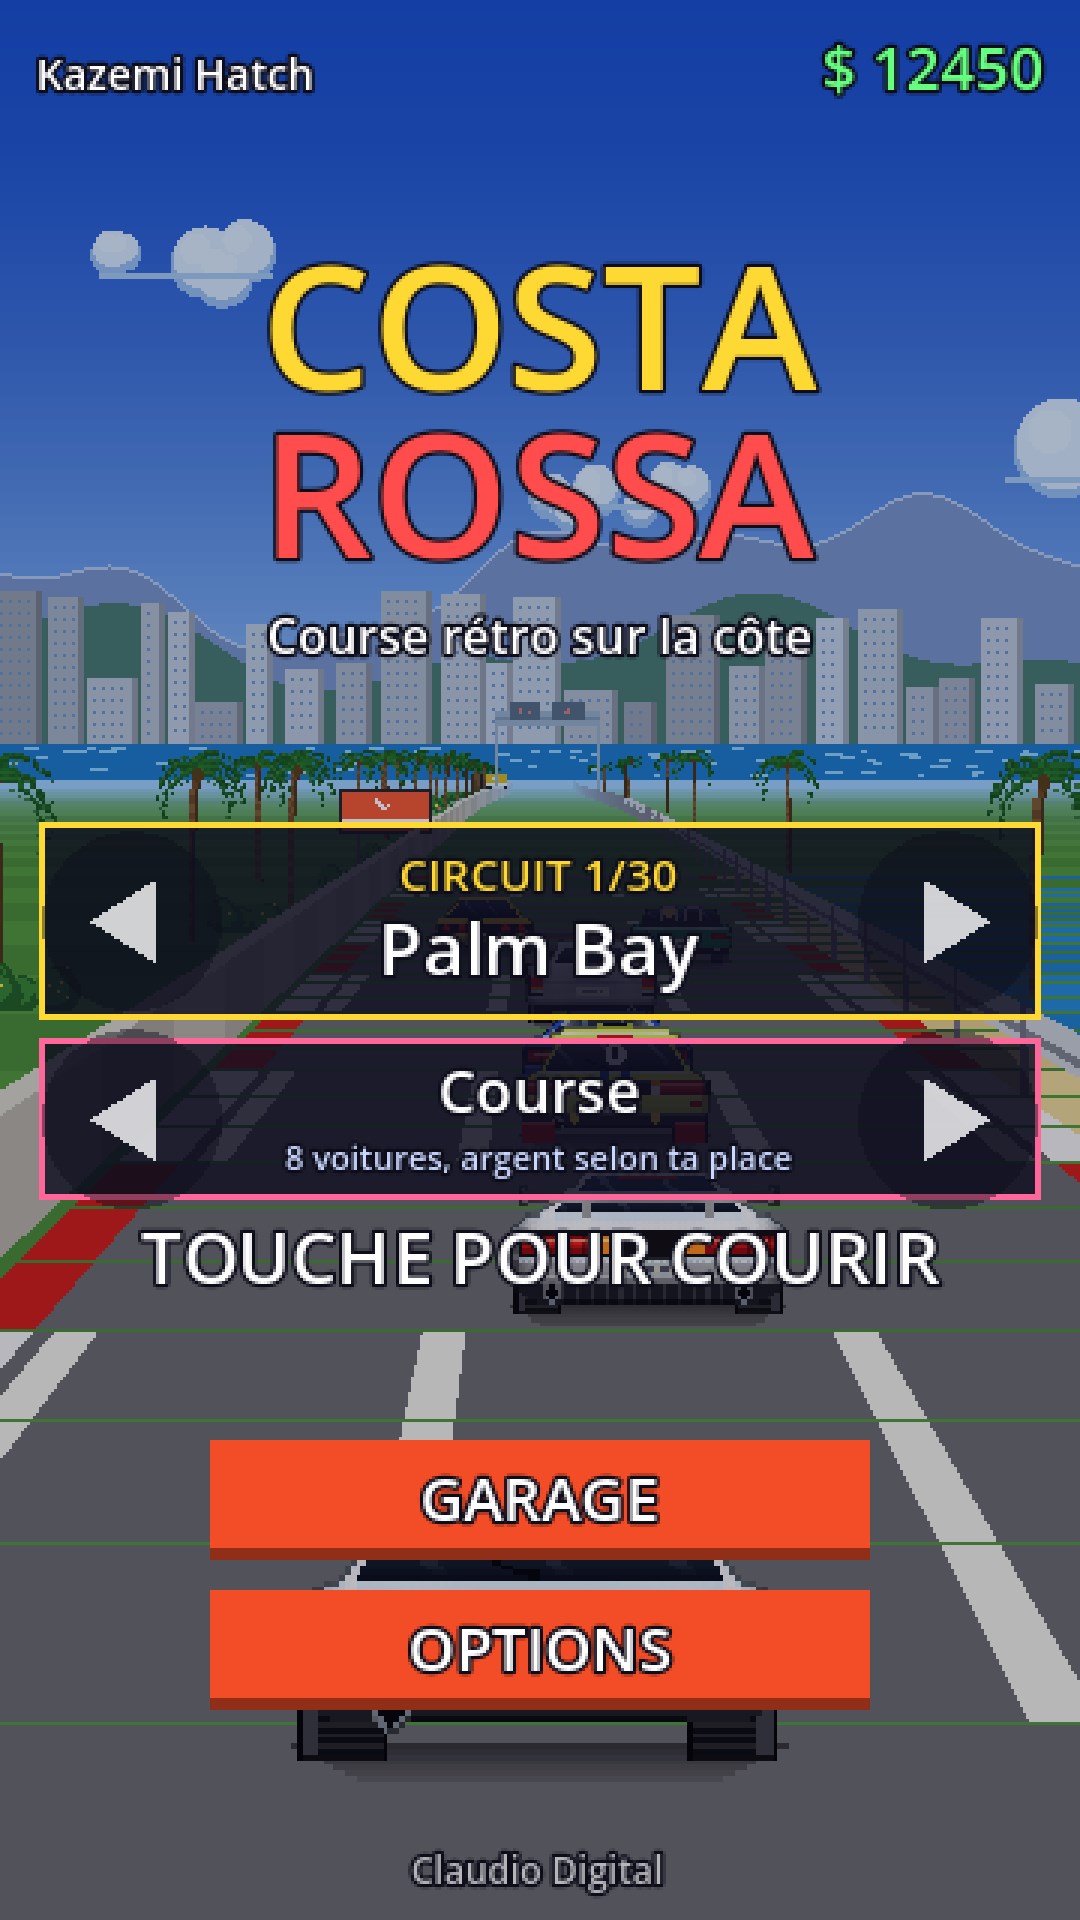 Kazemi Hatch
$ 12450
COSTA
ROSSA
Course rétro sur la côte
CIRCUIT 1/30
Palm Bay
Course
8 voitures, argent selon ta place
TOUCHE POUR COURIR
GARAGE
OPTIONS
Claudio Digital